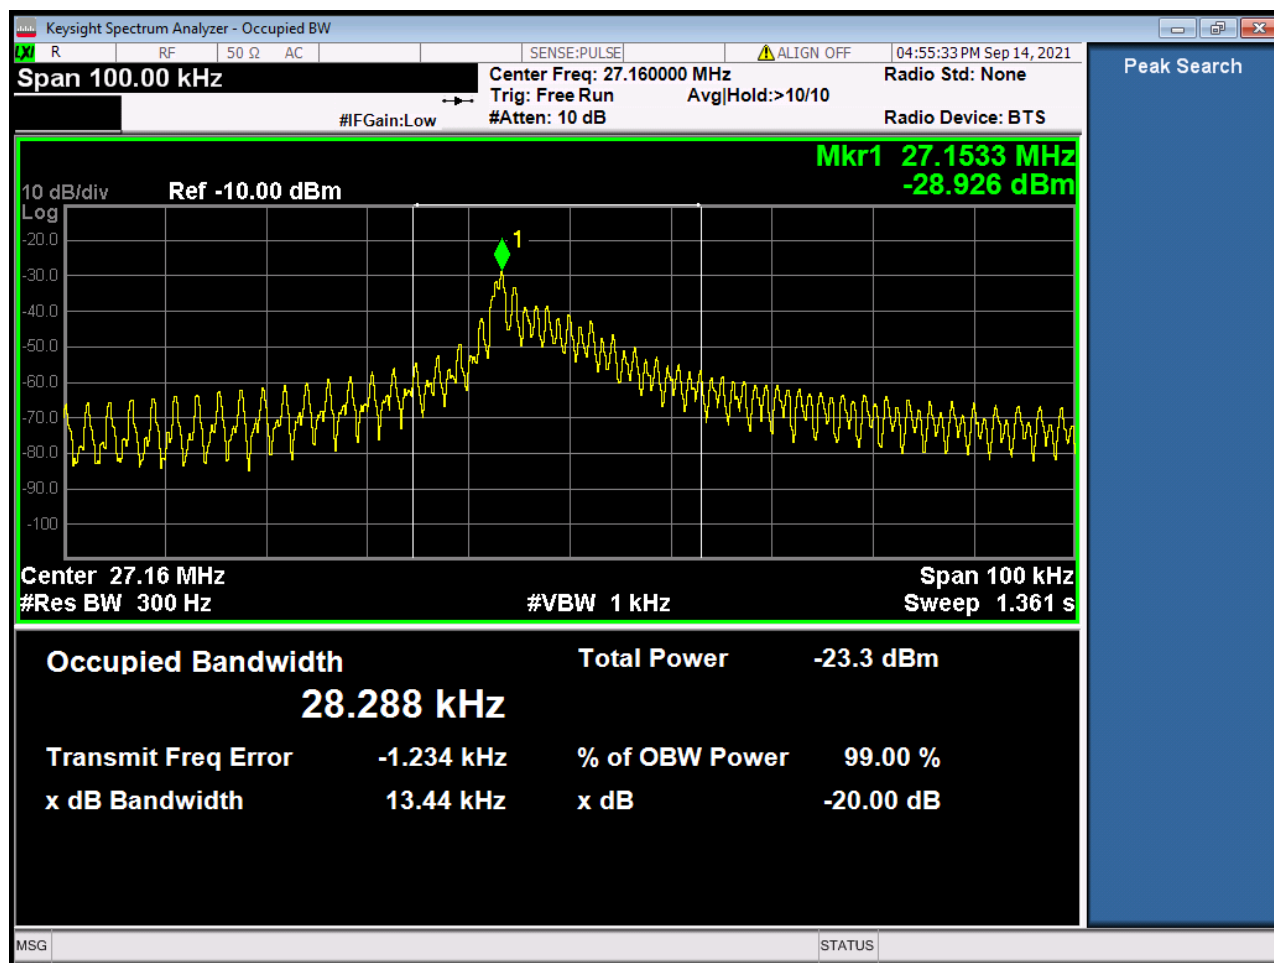 Keysight Spectrum Analyzer - Occupied BW
LXI R RF 50 Ω AC SENSE:PULSE ALIGN OFF 04:55:33 PM Sep 14, 2021
Span 100.00 kHz
Center Freq: 27.160000 MHz Radio Std: None
Trig: Free Run Avg|Hold:>10/10
#IFGain:Low #Atten: 10 dB Radio Device: BTS
Peak Search
Mkr1 27.1533 MHz
-28.926 dBm
10 dB/div Ref -10.00 dBm
Log
1
-20.0
-30.0
-40.0
-50.0
-60.0
-70.0
-80.0
-90.0
-100
Center 27.16 MHz Span 100 kHz
#Res BW 300 Hz #VBW 1 kHz Sweep 1.361 s
Occupied Bandwidth Total Power -23.3 dBm
28.288 kHz
Transmit Freq Error -1.234 kHz % of OBW Power 99.00 %
x dB Bandwidth 13.44 kHz x dB -20.00 dB
MSG STATUS